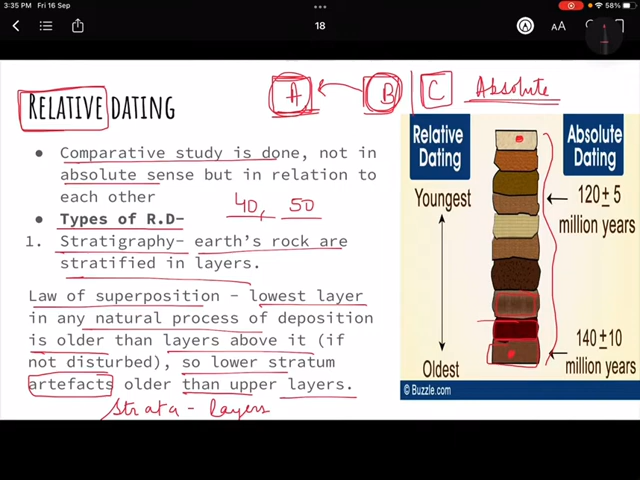 3:35 PM Fri 16 Sep
58%
18
AA
RELATIVE DATING
A B C Absolute
● Comparative study is done, not in
absolute sense but in relation to
each other
40, 50
● Types of R.D-
1. Stratigraphy- earth's rock are
stratified in layers.
Law of superposition - lowest layer
in any natural process of deposition
is older than layers above it (if
not disturbed), so lower stratum
artefacts older than upper layers.
Strata - layers
Relative
Dating
Youngest
Oldest
Absolute
Dating
120 ± 5
million years
140 ± 10
million years
© Buzzle.com